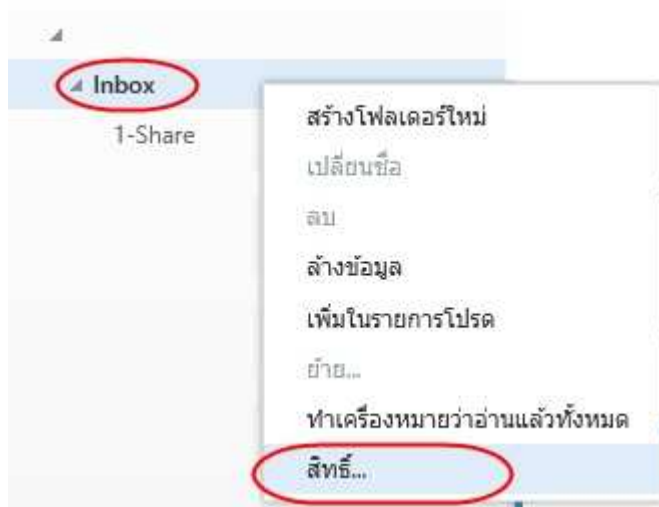 Inbox
1-Share
สร้างโฟลเดอร์ใหม่
เปลี่ยนชื่อ
ลบ
ล้างข้อมูล
เพิ่มในรายการโปรด
ย้าย...
ทำเครื่องหมายว่าอ่านแล้วทั้งหมด
สิทธิ์...